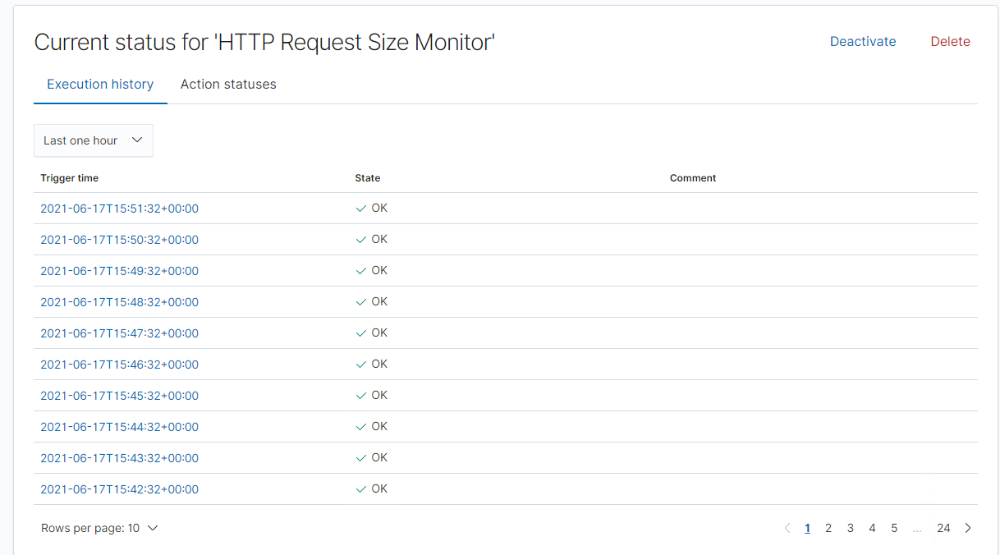 Current status for 'HTTP Request Size Monitor' Deactivate Delete
Execution history Action statuses
Last one hour
Trigger time State Comment
2021-06-17T15:51:32+00:00 OK
2021-06-17T15:50:32+00:00 OK
2021-06-17T15:49:32+00:00 OK
2021-06-17T15:48:32+00:00 OK
2021-06-17T15:47:32+00:00 OK
2021-06-17T15:46:32+00:00 OK
2021-06-17T15:45:32+00:00 OK
2021-06-17T15:44:32+00:00 OK
2021-06-17T15:43:32+00:00 OK
2021-06-17T15:42:32+00:00 OK
Rows per page: 10 1 2 3 4 5 ... 24